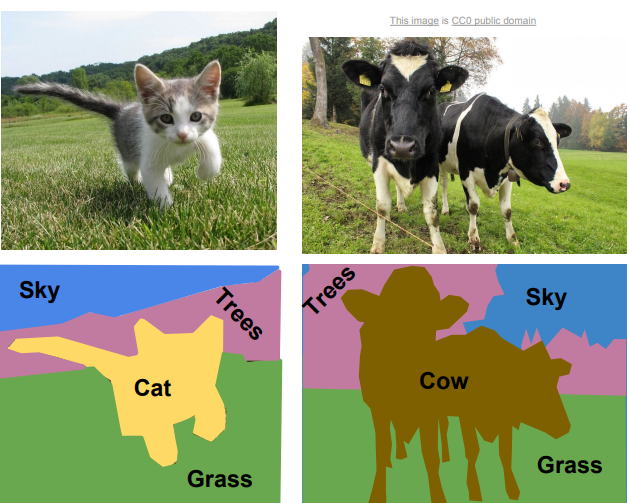 This image is CC0 public domain
Sky
Trees
Cat
Grass
Trees
Sky
Cow
Grass